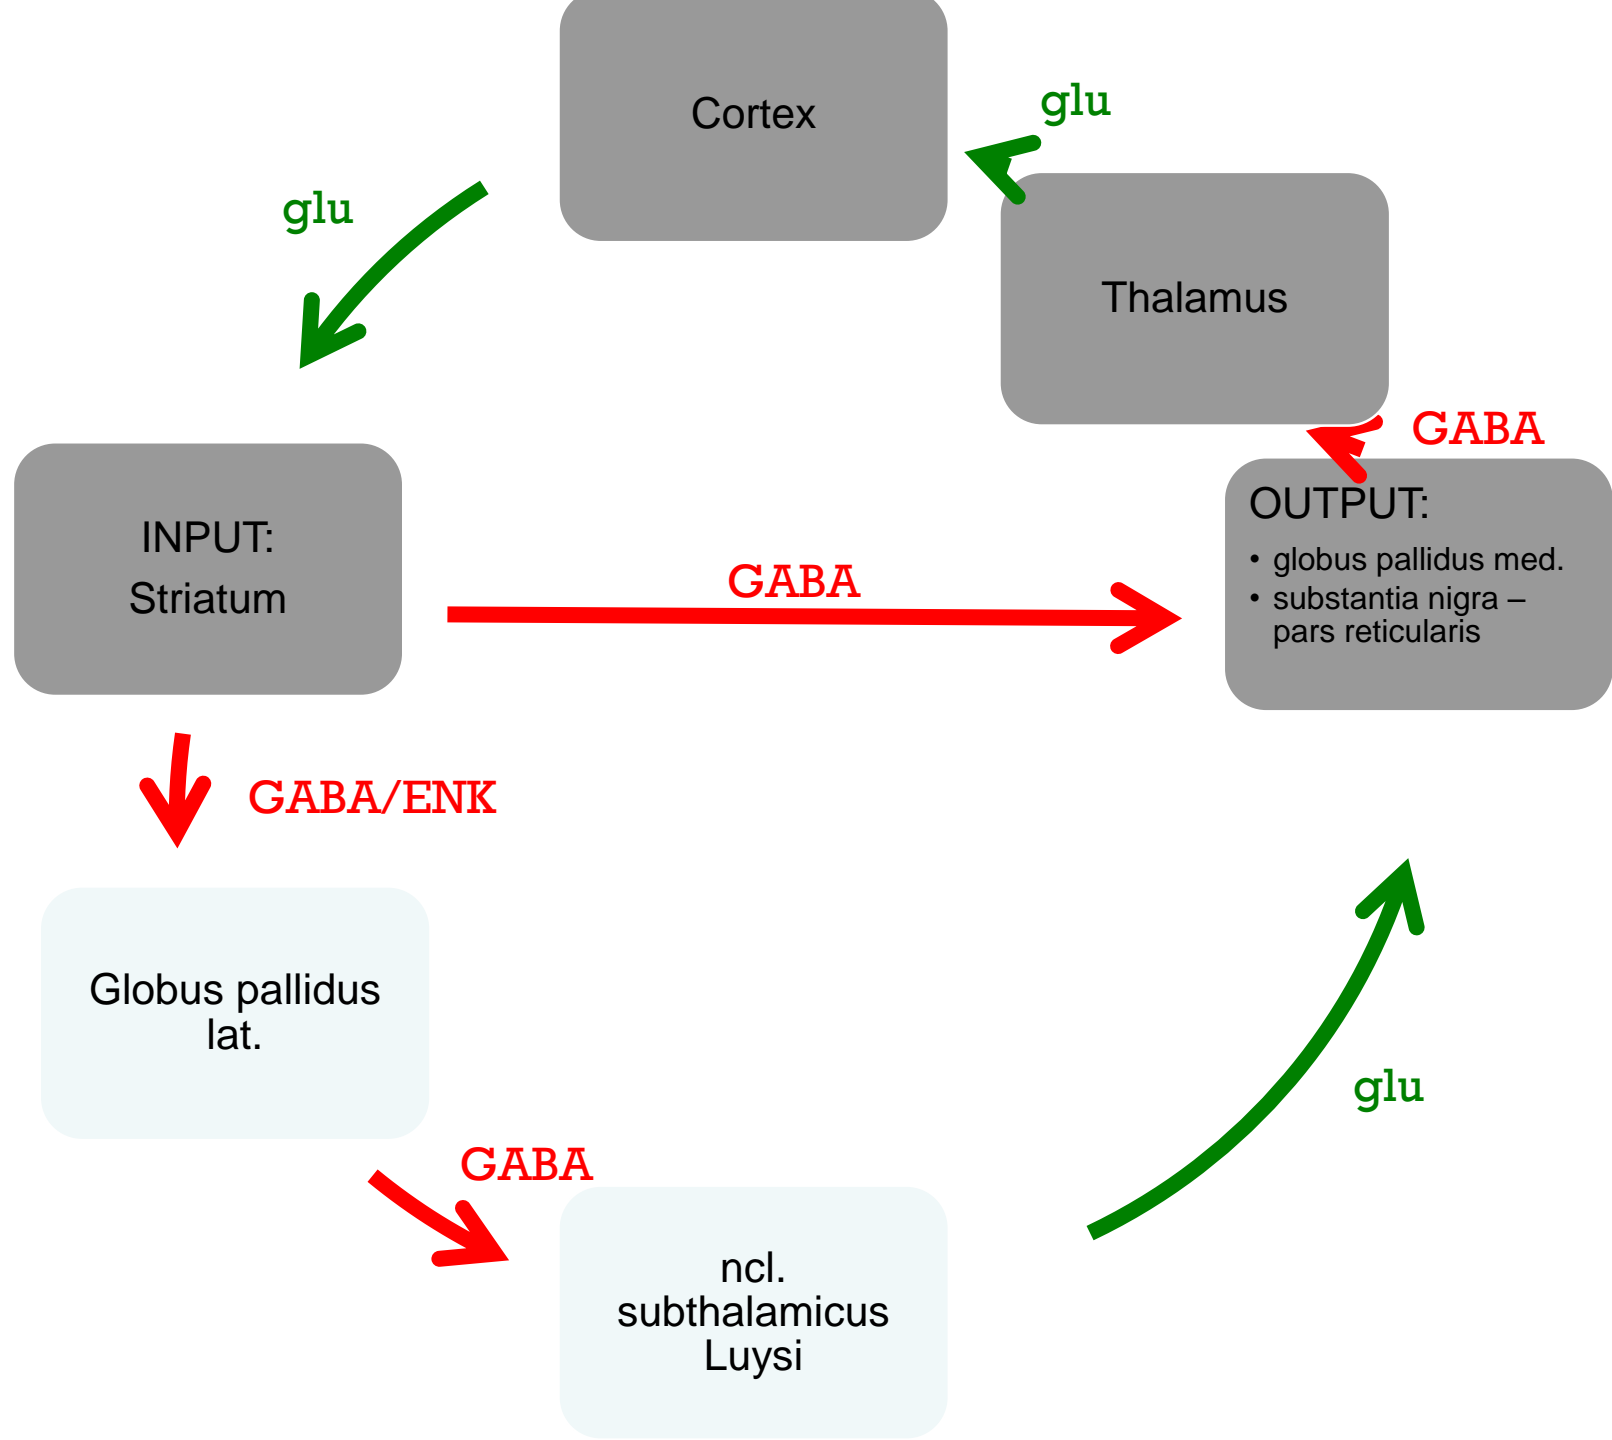 Cortex
glu
glu
Thalamus
GABA
INPUT:
Striatum
GABA
OUTPUT:
• globus pallidus med.
• substantia nigra –
pars reticularis
GABA/ENK
Globus pallidus
lat.
glu
GABA
ncl.
subthalamicus
Luysi